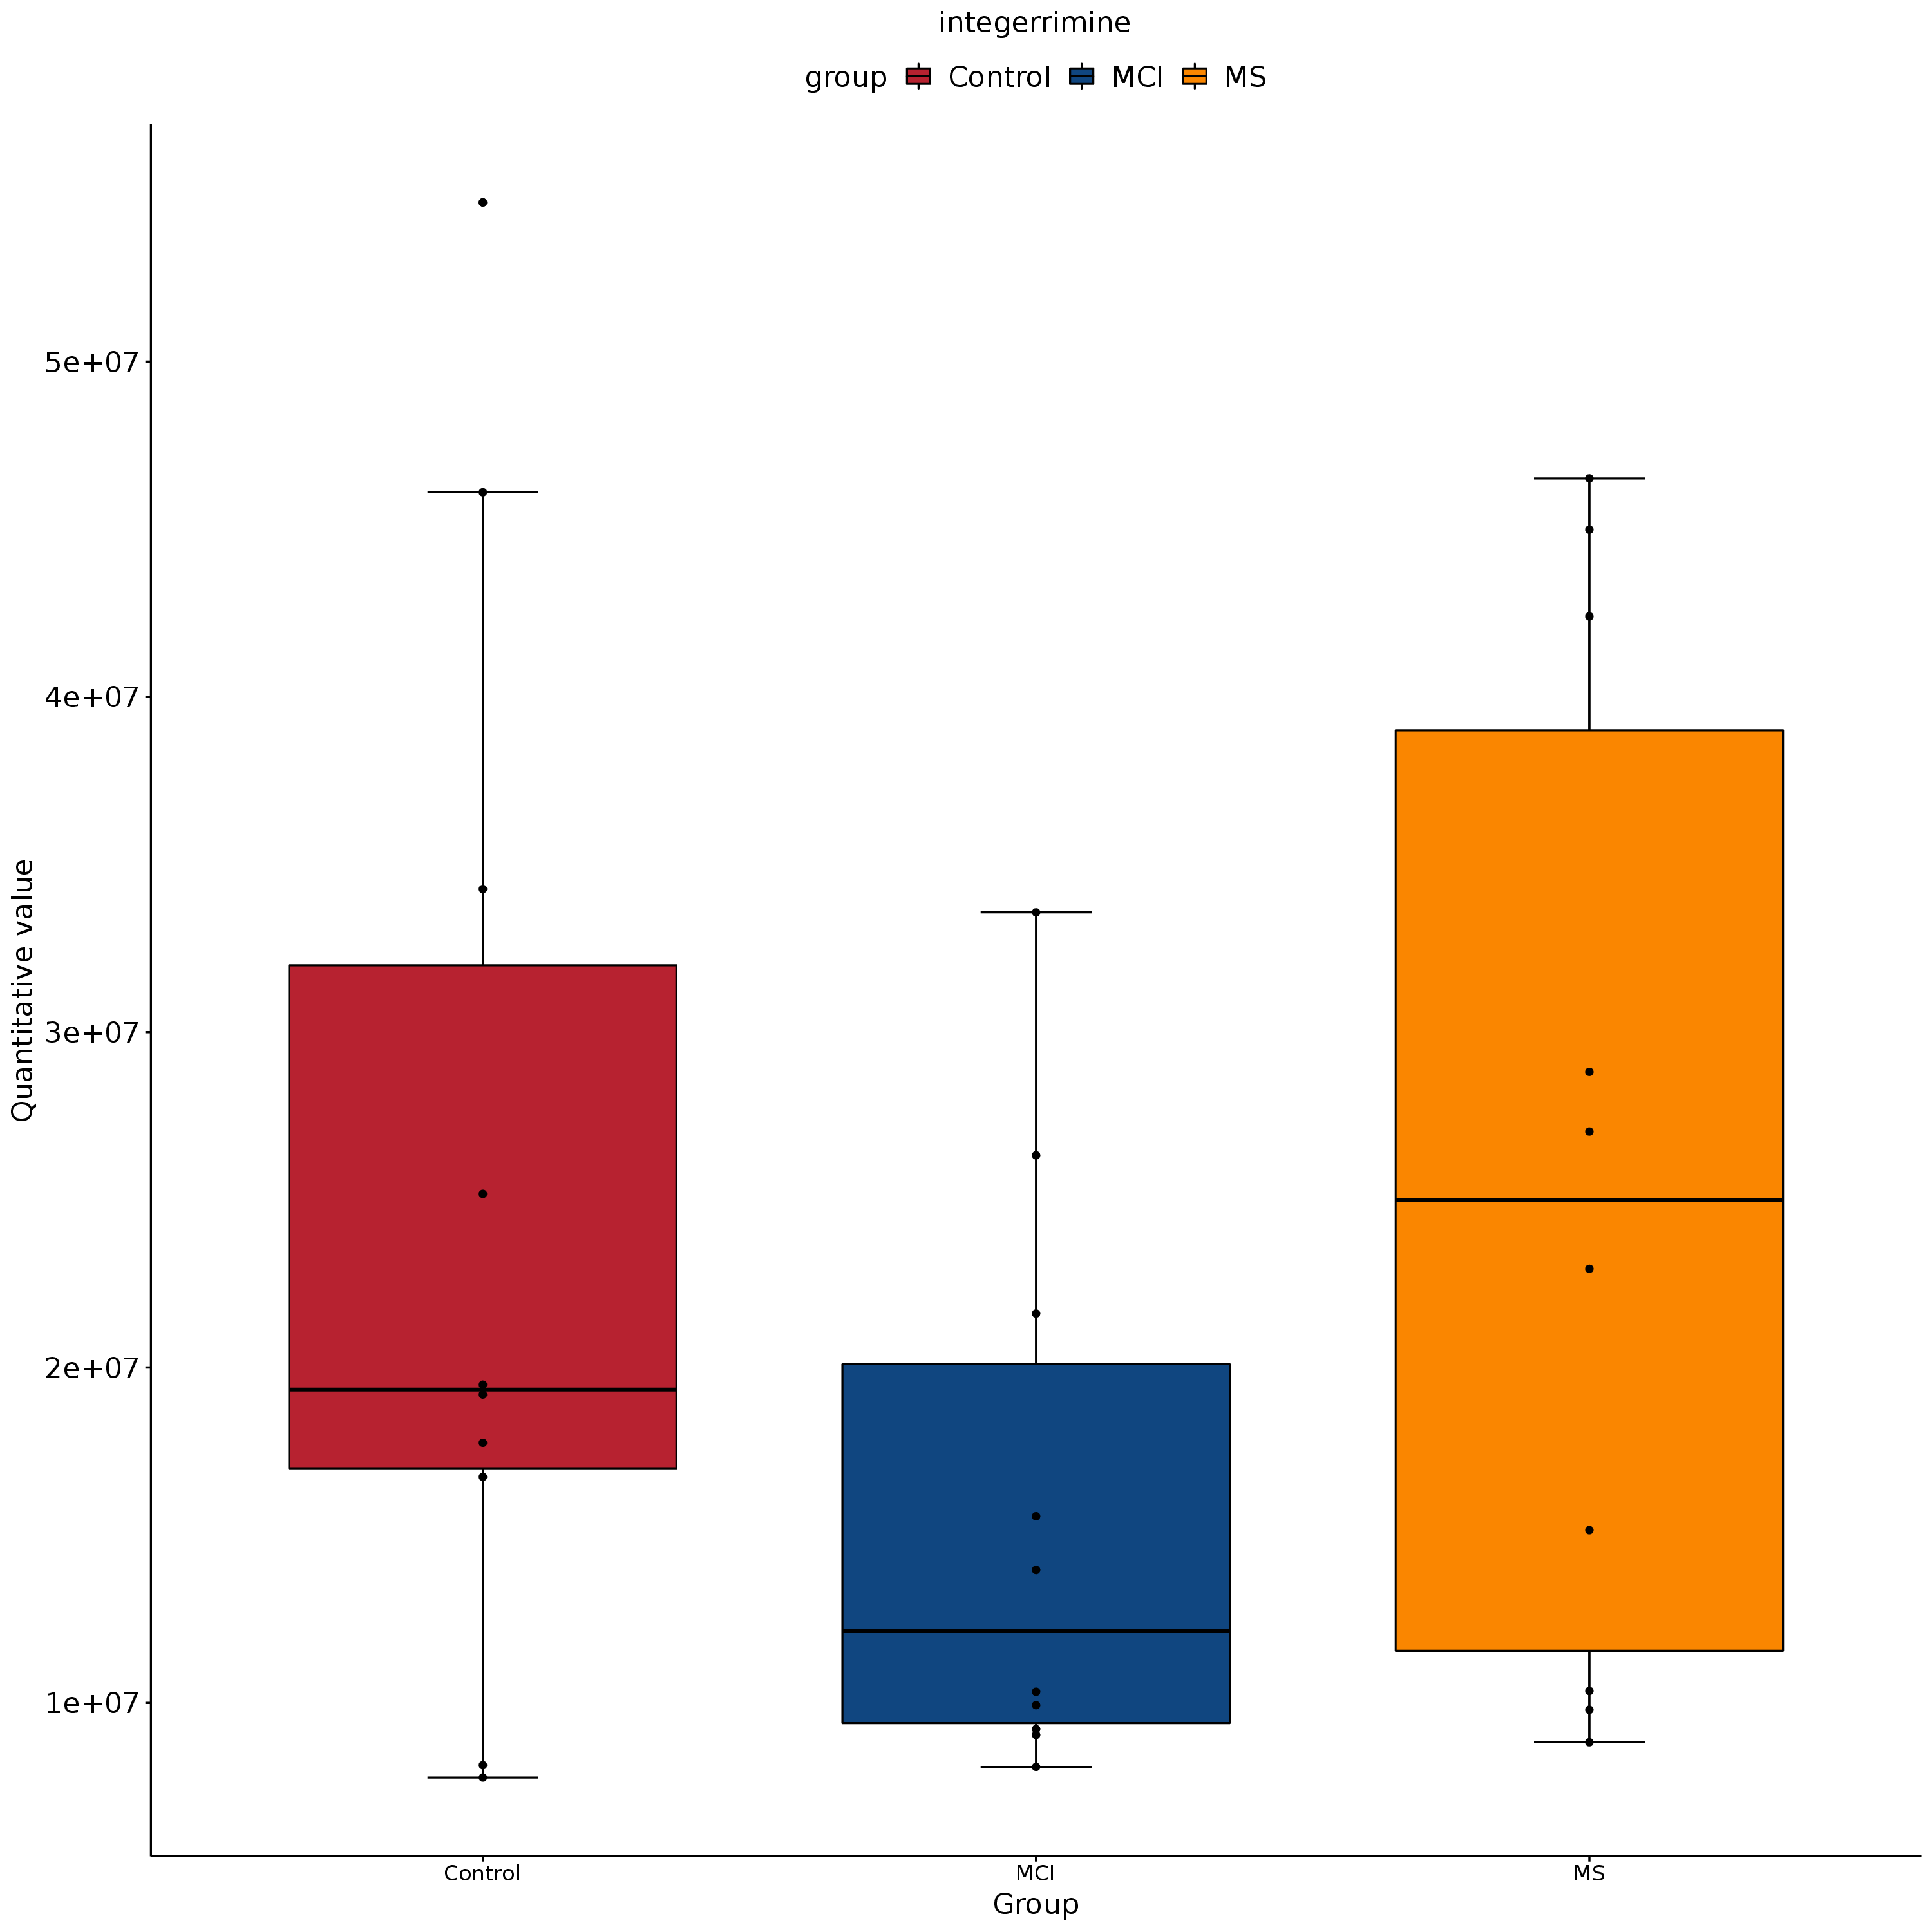 integerrimine
group Control MCI MS
Quantitative value
5e+07
4e+07
3e+07
2e+07
1e+07
Control MCI MS
Group